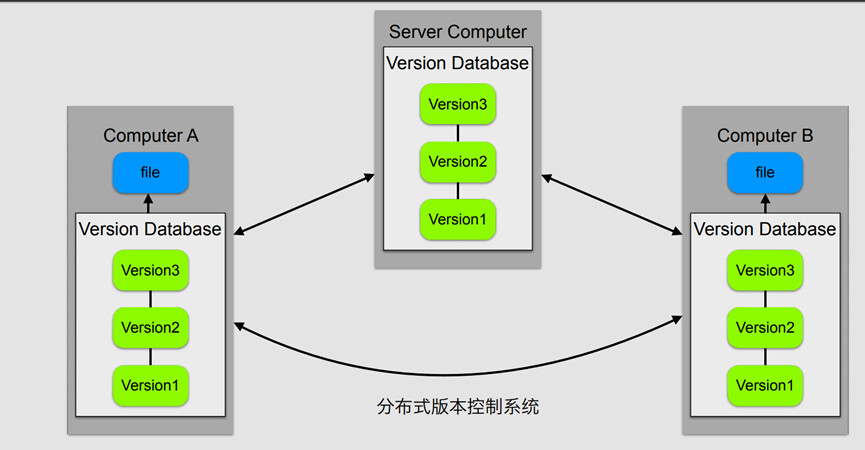 Server Computer
Version Database
Version3
Version2
Version1
Computer A
file
Version Database
Version3
Version2
Version1
Computer B
file
Version Database
Version3
Version2
Version1
分布式版本控制系统